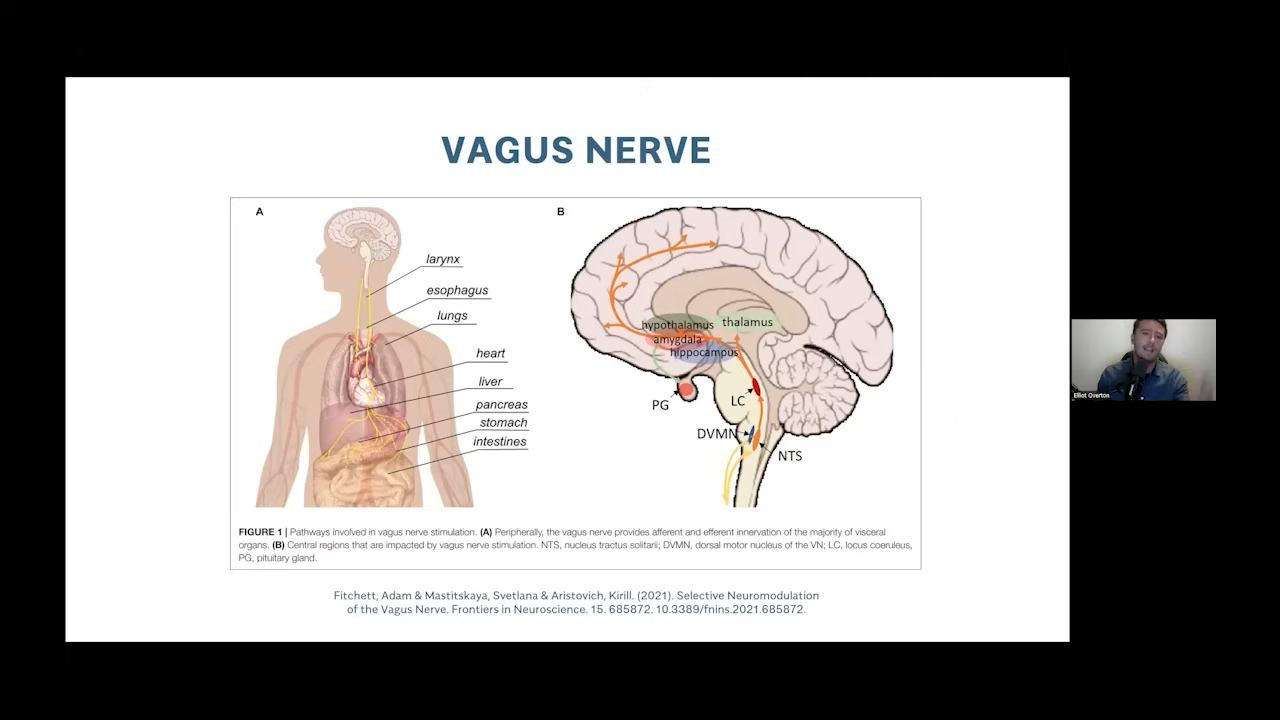 VAGUS NERVE
A
larynx
esophagus
lungs
heart
liver
pancreas
stomach
intestines
B
hypothalamus
thalamus
amygdala
hippocampus
PG
LC
DVMN
NTS
FIGURE 1 | Pathways involved in vagus nerve stimulation. (A) Peripherally, the vagus nerve provides afferent and efferent innervation of the majority of visceral
organs. (B) Central regions that are impacted by vagus nerve stimulation. NTS, nucleus tractus solitarii; DVMN, dorsal motor nucleus of the VN; LC, locus coeruleus,
PG, pituitary gland.
Fitchett, Adam & Mastitskaya, Svetlana & Aristovich, Kirill. (2021). Selective Neuromodulation
of the Vagus Nerve. Frontiers in Neuroscience. 15. 685872. 10.3389/fnins.2021.685872.
Elliot Overton